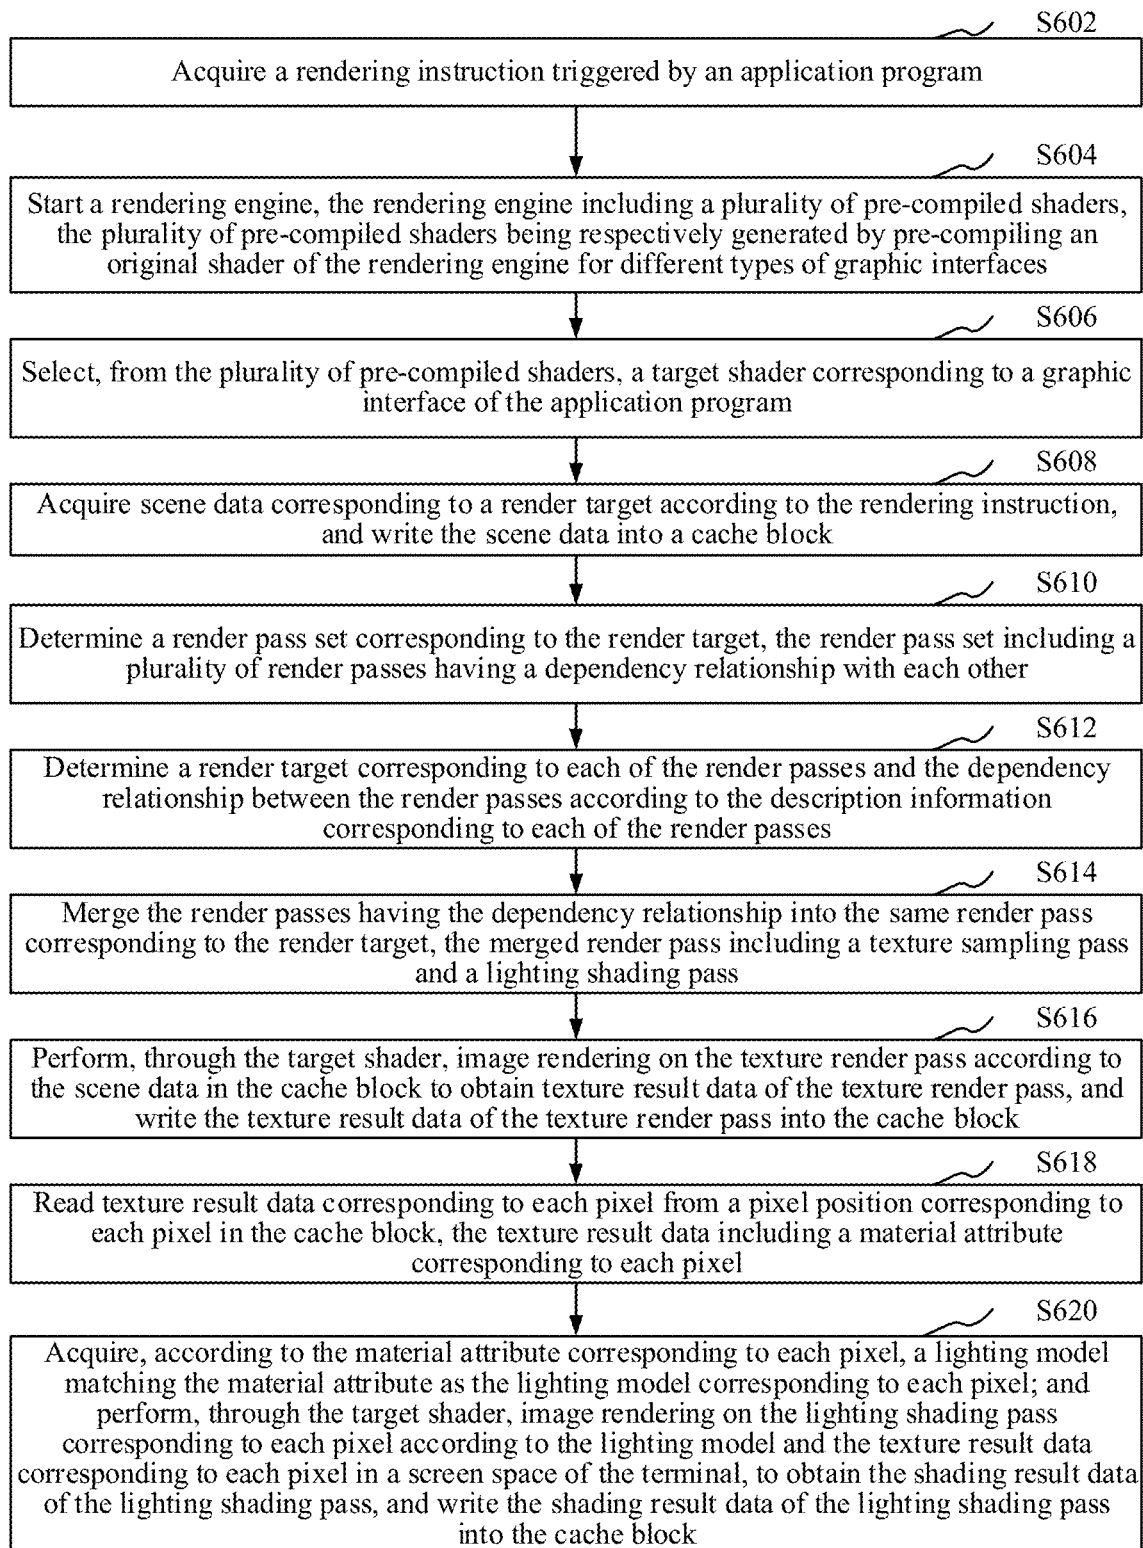 S602
Acquire a rendering instruction triggered by an application program
S604
Start a rendering engine, the rendering engine including a plurality of pre-compiled shaders,
the plurality of pre-compiled shaders being respectively generated by pre-compiling an
original shader of the rendering engine for different types of graphic interfaces
S606
Select, from the plurality of pre-compiled shaders, a target shader corresponding to a graphic
interface of the application program
S608
Acquire scene data corresponding to a render target according to the rendering instruction,
and write the scene data into a cache block
S610
Determine a render pass set corresponding to the render target, the render pass set including a
plurality of render passes having a dependency relationship with each other
S612
Determine a render target corresponding to each of the render passes and the dependency
relationship between the render passes according to the description information
corresponding to each of the render passes
S614
Merge the render passes having the dependency relationship into the same render pass
corresponding to the render target, the merged render pass including a texture sampling pass
and a lighting shading pass
S616
Perform, through the target shader, image rendering on the texture render pass according to
the scene data in the cache block to obtain texture result data of the texture render pass, and
write the texture result data of the texture render pass into the cache block
S618
Read texture result data corresponding to each pixel from a pixel position corresponding to
each pixel in the cache block, the texture result data including a material attribute
corresponding to each pixel
S620
Acquire, according to the material attribute corresponding to each pixel, a lighting model
matching the material attribute as the lighting model corresponding to each pixel; and
perform, through the target shader, image rendering on the lighting shading pass
corresponding to each pixel according to the lighting model and the texture result data
corresponding to each pixel in a screen space of the terminal, to obtain the shading result data
of the lighting shading pass, and write the shading result data of the lighting shading pass
into the cache block